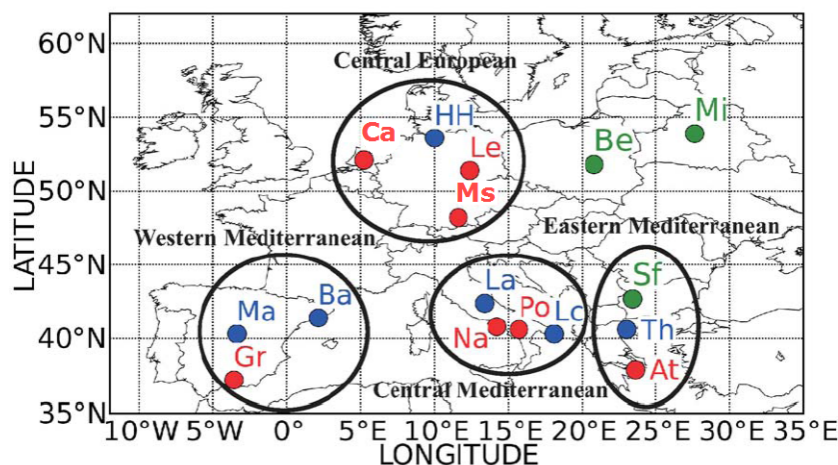 60°N
Central European
55°N
HH
Mi
Ca
Be
Le
50°N
Ms
LATITUDE
Western Mediterranean
Eastern Mediterranean
45°N
La
Sf
Ba
Po
Ma
Lc
Th
40°N
Na
Gr
At
Central Mediterranean
35°N
10°W 5°W 0° 5°E 10°E 15°E 20°E 25°E 30°E 35°E
LONGITUDE